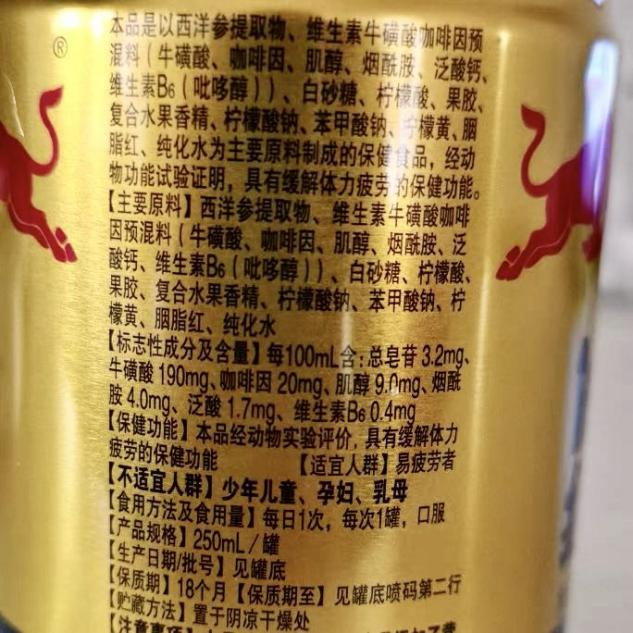 ®
本品是以西洋参提取物、维生素牛磺酸咖啡因预
混料（牛磺酸、咖啡因、肌醇、烟酰胺、泛酸钙、
维生素B₆（吡哆醇））、白砂糖、柠檬酸、果胶、
复合水果香精、柠檬酸钠、苯甲酸钠、柠檬黄、胭
脂红、纯化水为主要原料制成的保健食品，经动
物功能试验证明，具有缓解体力疲劳的保健功能。
【主要原料】西洋参提取物、维生素牛磺酸咖啡
因预混料（牛磺酸、咖啡因、肌醇、烟酰胺、泛
酸钙、维生素B₆（吡哆醇））、白砂糖、柠檬酸、
果胶、复合水果香精、柠檬酸钠、苯甲酸钠、柠
檬黄、胭脂红、纯化水
【标志性成分及含量】每100mL含：总皂苷 3.2mg、
牛磺酸 190mg、咖啡因 20mg、肌醇 9.0mg、烟酰
胺 4.0mg、泛酸 1.7mg、维生素B₆ 0.4mg
【保健功能】本品经动物实验评价，具有缓解体力
疲劳的保健功能 【适宜人群】易疲劳者
【不适宜人群】少年儿童、孕妇、乳母
【食用方法及食用量】每日1次，每次1罐，口服
【产品规格】250mL/罐
【生产日期/批号】见罐底
【保质期】18个月【保质期至】见罐底喷码第二行
【贮藏方法】置于阴凉干燥处
【注意事项】